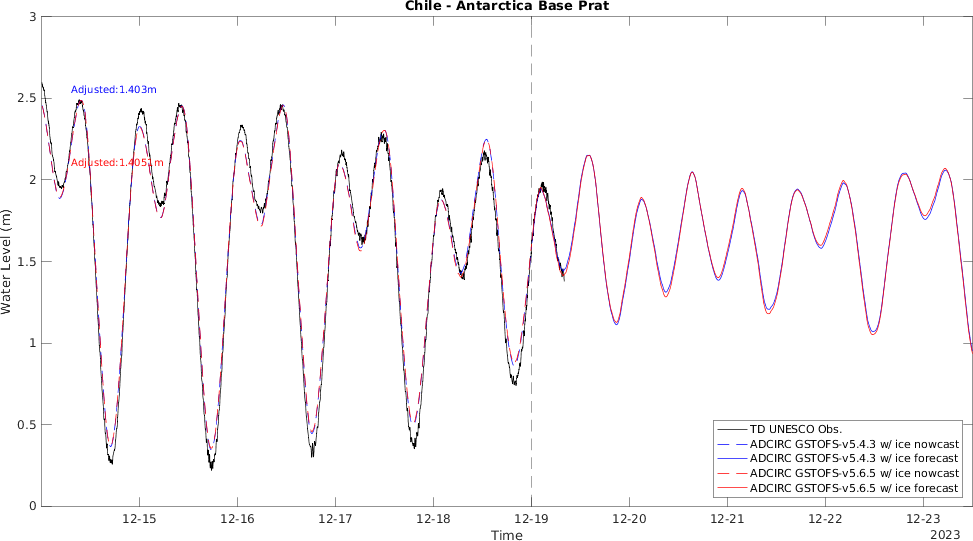 Chile - Antarctica Base Prat
3
2.5
2
1.5
1
0.5
0
Water Level (m)
Adjusted:1.403m
Adjusted:1.4051m
TD UNESCO Obs.
ADCIRC GSTOFS-v5.4.3 w/ ice nowcast
ADCIRC GSTOFS-v5.4.3 w/ ice forecast
ADCIRC GSTOFS-v5.6.5 w/ ice nowcast
ADCIRC GSTOFS-v5.6.5 w/ ice forecast
12-15 12-16 12-17 12-18 12-19 12-20 12-21 12-22 12-23
Time
2023